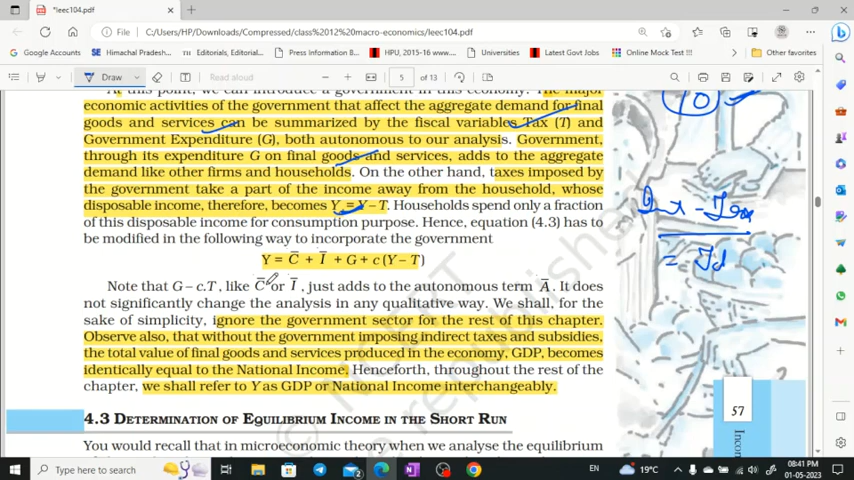 *leec104.pdf
File
C:/Users/HP/Downloads/Compressed/class%2012%20macro-economics/leec104.pdf
Google Accounts
Himachal Pradesh...
Editorials, Editorial...
Press Information B...
HPU, 2015-16 www....
Universities
Latest Govt Jobs
Online Mock Test !!!
Other favorites
Draw
Read aloud
5
of 13
At this point, we can introduce a government in this economy. The major
economic activities of the government that affect the aggregate demand for final
goods and services can be summarized by the fiscal variables Tax (T) and
Government Expenditure (G), both autonomous to our analysis. Government,
through its expenditure G on final goods and services, adds to the aggregate
demand like other firms and households. On the other hand, taxes imposed by
the government take a part of the income away from the household, whose
disposable income, therefore, becomes Y = Y – T. Households spend only a fraction
of this disposable income for consumption purpose. Hence, equation (4.3) has to
be modified in the following way to incorporate the government
Y = C̅ + I̅ + G + c (Y – T)
Note that G – c.T, like C̅ or I̅, just adds to the autonomous term A̅. It does
not significantly change the analysis in any qualitative way. We shall, for the
sake of simplicity, ignore the government sector for the rest of this chapter.
Observe also, that without the government imposing indirect taxes and subsidies,
the total value of final goods and services produced in the economy, GDP, becomes
identically equal to the National Income. Henceforth, throughout the rest of the
chapter, we shall refer to Y as GDP or National Income interchangeably.
57
4.3 DETERMINATION OF EQUILIBRIUM INCOME IN THE SHORT RUN
You would recall that in microeconomic theory when we analyse the equilibrium
Type here to search
EN
19°C
08:41 PM
01-05-2023